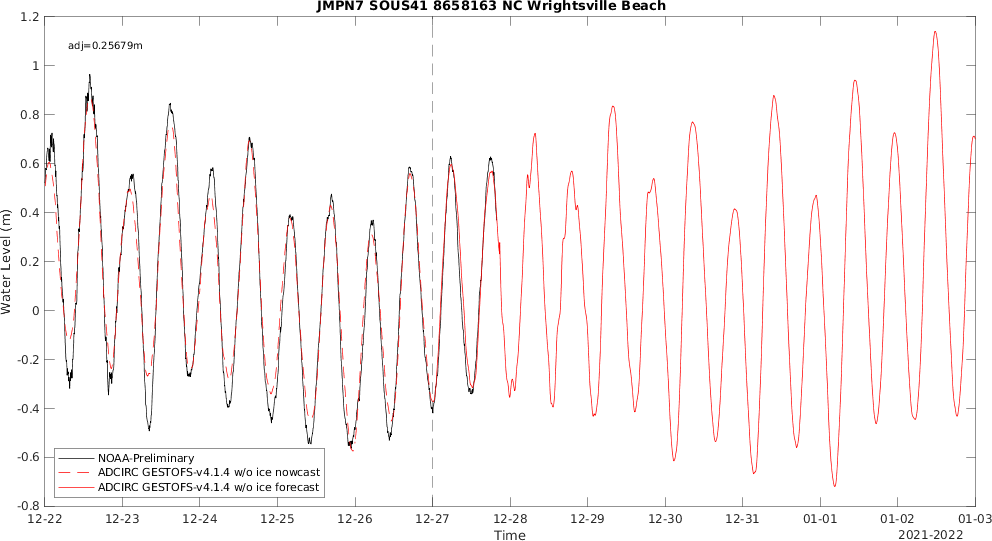 JMPN7 SOUS41 8658163 NC Wrightsville Beach
1.2
adj=0.25679m
1
0.8
0.6
0.4
0.2
0
-0.2
-0.4
-0.6
-0.8
Water Level (m)
NOAA-Preliminary
ADCIRC GESTOFS-v4.1.4 w/o ice nowcast
ADCIRC GESTOFS-v4.1.4 w/o ice forecast
12-22 12-23 12-24 12-25 12-26 12-27 12-28 12-29 12-30 12-31 01-01 01-02 01-03
Time
2021-2022